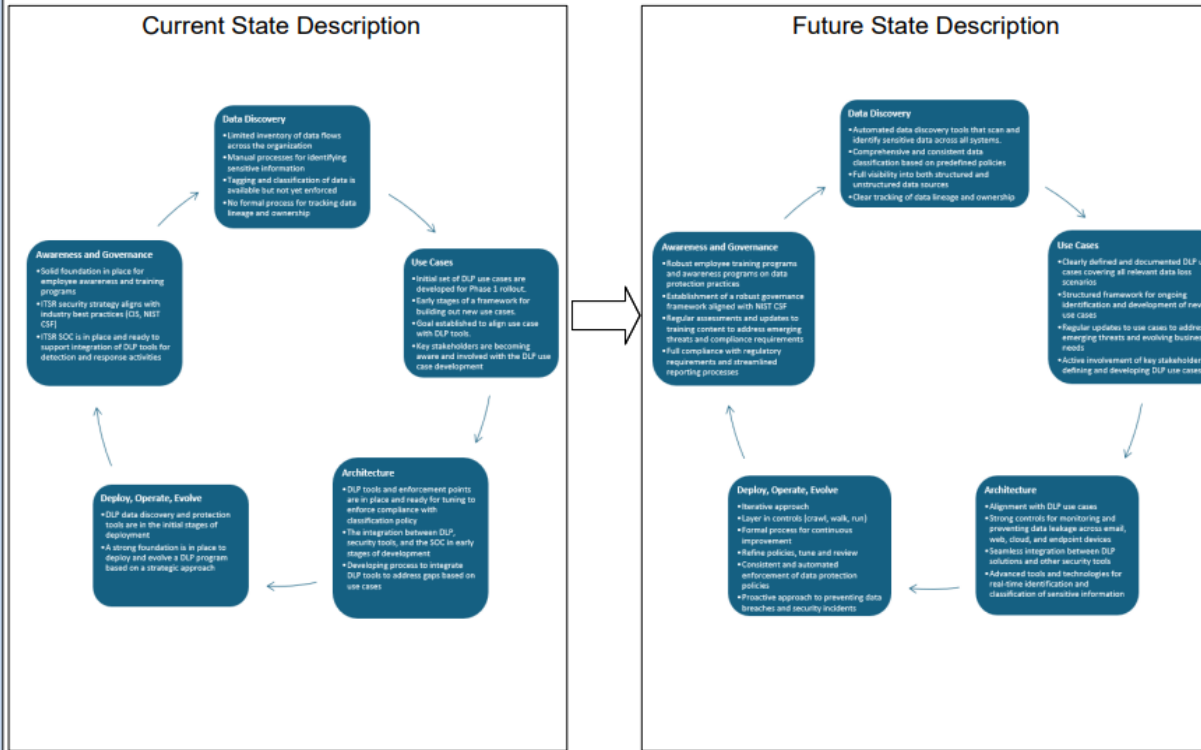 Current State Description
Data Discovery
•Limited inventory of data flows
across the organization
•Manual processes for identifying
sensitive information
•Tagging and classification of data is
available but not yet enforced
•No formal process for tracking data
lineage and ownership
Use Cases
•Initial set of DLP use cases are
developed for Phase 1 rollout.
•Early stages of a framework for
building out new use cases.
•Goal established to align use case
with DLP tools.
•Key stakeholders are becoming
aware and involved with the DLP use
case development
Architecture
•DLP tools and enforcement points
are in place and ready for tuning to
enforce compliance with
classification policy
•The integration between DLP,
security tools, and the SOC in early
stages of development
•Developing process to integrate
DLP tools to address gaps based on
use cases
Deploy, Operate, Evolve
•DLP data discovery and protection
tools are in the initial stages of
deployment
•A strong foundation is in place to
deploy and evolve a DLP program
based on a strategic approach
Awareness and Governance
•Solid foundation in place for
employee awareness and training
programs
•ITSR security strategy aligns with
industry best practices (CIS, NIST
CSF)
•ITSR SOC is in place and ready to
support integration of DLP tools for
detection and response activities
Future State Description
Data Discovery
•Automated data discovery tools that scan and
identify sensitive data across all systems.
•Comprehensive and consistent data
classification based on predefined policies
•Full visibility into both structured and
unstructured data sources
•Clear tracking of data lineage and ownership
Use Cases
•Clearly defined and documented DLP u
cases covering all relevant data loss
scenarios
•Structured framework for ongoing
identification and development of new
use cases
•Regular updates to use cases to addre
emerging threats and evolving busine
needs
•Active involvement of key stakeholder
defining and developing DLP use cases
Architecture
•Alignment with DLP use cases
•Strong controls for monitoring and
preventing data leakage across email,
web, cloud, and endpoint devices
•Seamless integration between DLP
solutions and other security tools
•Advanced tools and technologies for
real-time identification and
classification of sensitive information
Deploy, Operate, Evolve
•Iterative approach
•Layer in controls (crawl, walk, run)
•Formal process for continuous
improvement
•Refine policies, tune and review
•Consistent and automated
enforcement of data protection
policies
•Proactive approach to preventing data
breaches and security incidents
Awareness and Governance
•Robust employee training programs
and awareness programs on data
protection practices
•Establishment of a robust governance
framework aligned with NIST CSF
•Regular assessments and updates to
training content to address emerging
threats and compliance requirements
•Full compliance with regulatory
requirements and streamlined
reporting processes